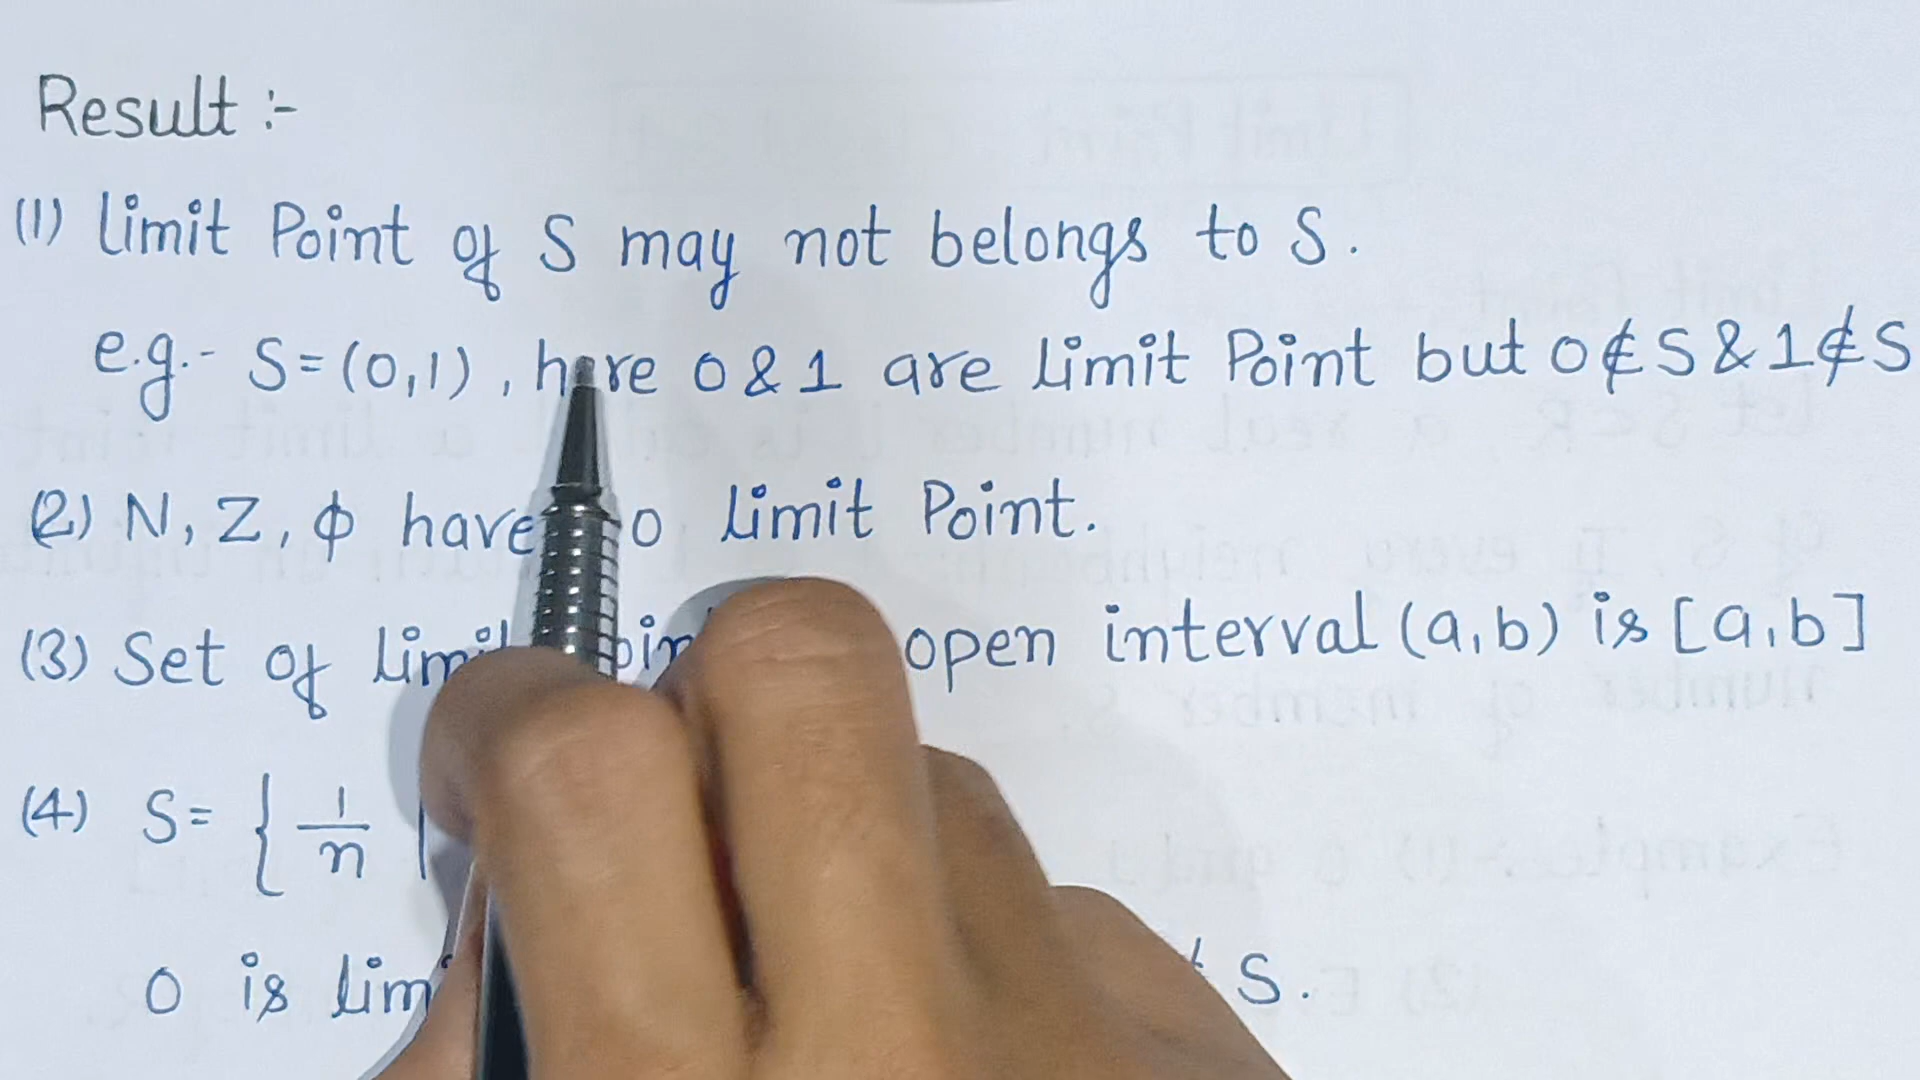 Result :-
(1) Limit Point of S may not belongs to S.
e.g.- S=(0,1), here 0 & 1 are Limit Point but 0∉S & 1∉S
(2) N, Z, ϕ have Limit Point.
(3) Set of open interval (a,b) is [a,b]
(4) S= { 1/n |
0 is S.